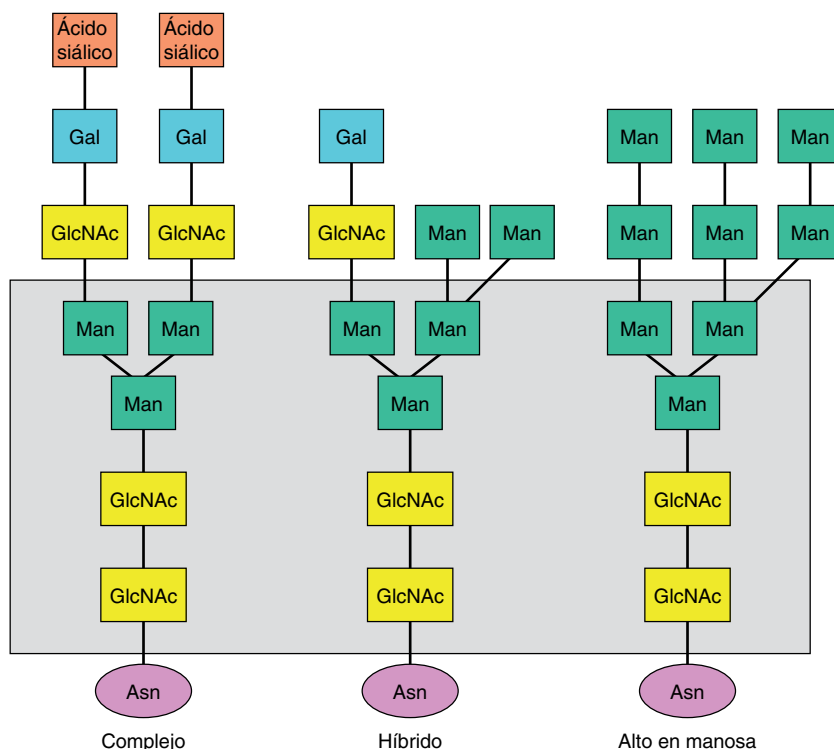 Ácido Ácido
siálico siálico
Gal Gal Gal Man Man Man
GlcNAc GlcNAc GlcNAc Man Man Man Man Man
Man Man Man Man Man Man
Man Man Man
GlcNAc GlcNAc GlcNAc
GlcNAc GlcNAc GlcNAc
Asn Asn Asn
Complejo Híbrido Alto en manosa